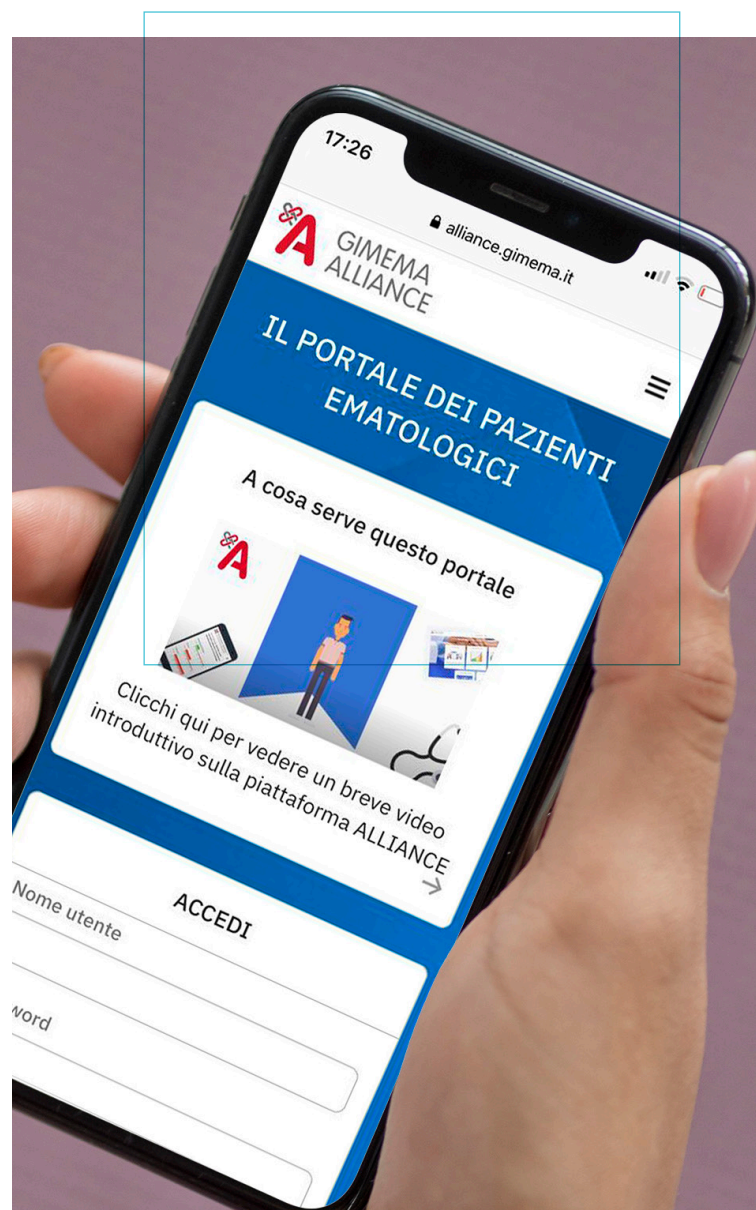 17:26
alliance.gimema.it
GIMEMA
ALLIANCE
IL PORTALE DEI PAZIENTI
EMATOLOGICI
A cosa serve questo portale
Clicchi qui per vedere un breve video
introduttivo sulla piattaforma ALLIANCE
ACCEDI
Nome utente
word